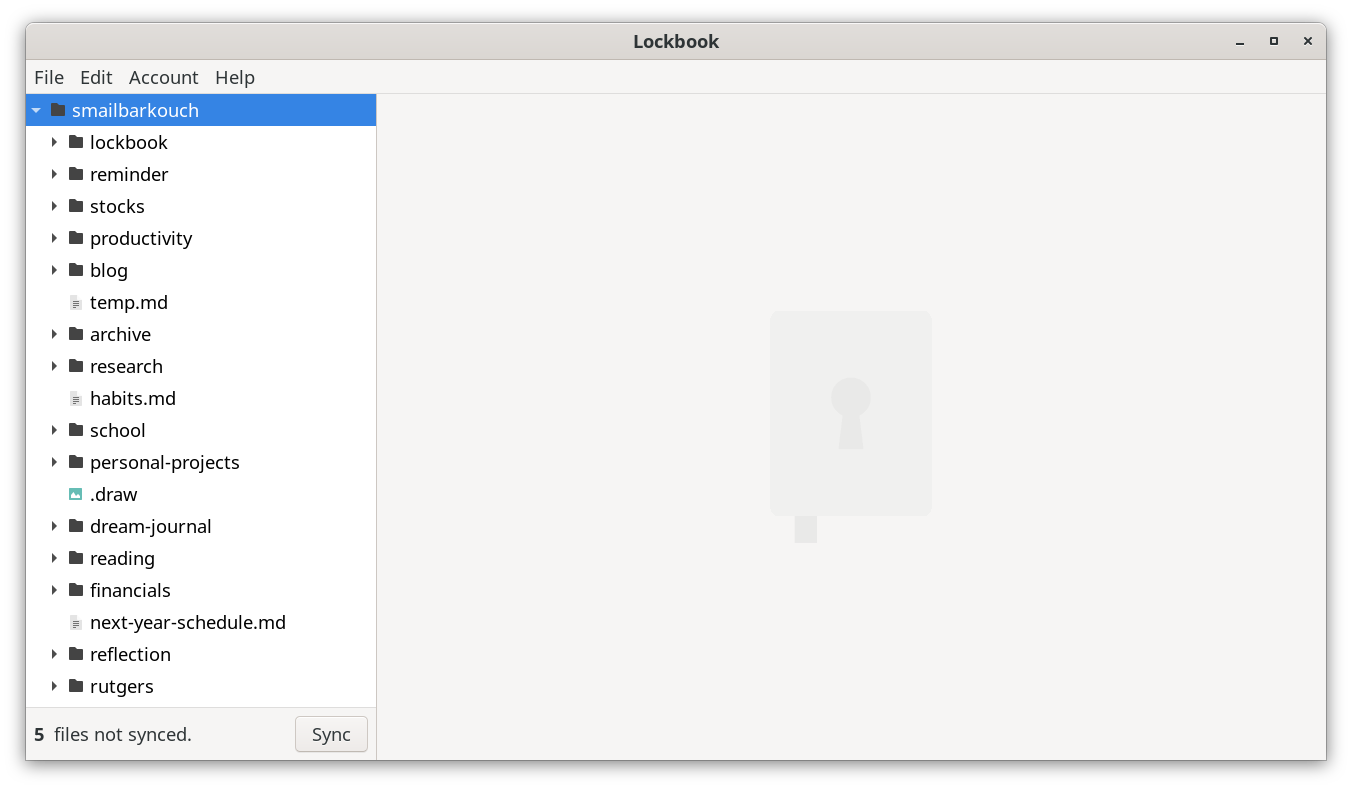 Lockbook
File Edit Account Help
smailbarkouch
lockbook
reminder
stocks
productivity
blog
temp.md
archive
research
habits.md
school
personal-projects
.draw
dream-journal
reading
financials
next-year-schedule.md
reflection
rutgers
5 files not synced. Sync